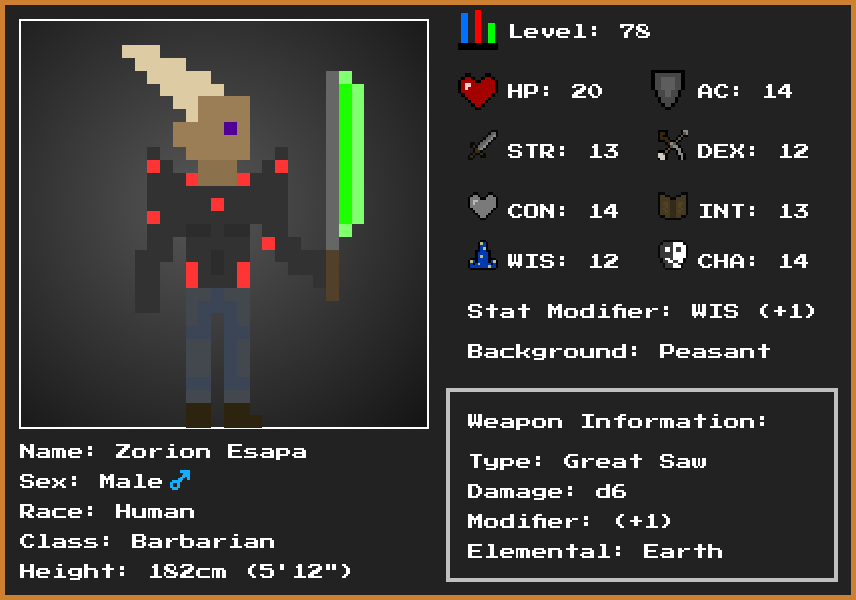 Level: 78
HP: 20
AC: 14
STR: 13
DEX: 12
CON: 14
INT: 13
WIS: 12
CHA: 14
Stat Modifier: WIS (+1)
Background: Peasant
Weapon Information:
Type: Great Saw
Damage: d6
Modifier: (+1)
Elemental: Earth
Name: Zorion Esapa
Sex: Male ♂
Race: Human
Class: Barbarian
Height: 182cm (5'12")